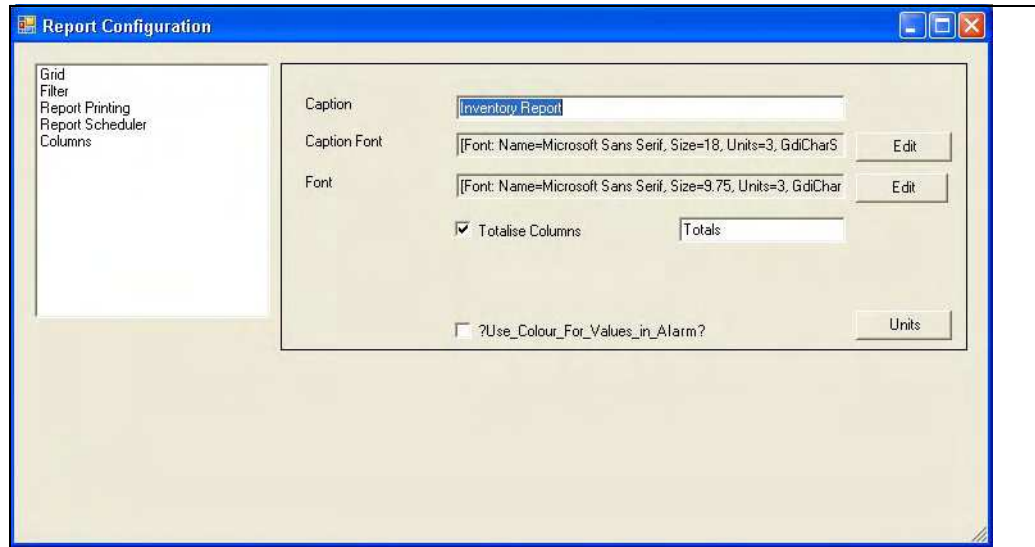 Report Configuration
Grid
Filter
Report Printing
Report Scheduler
Columns
Caption
Inventory Report
Caption Font
[Font: Name=Microsoft Sans Serif, Size=18, Units=3, GdiCharS
Edit
Font
[Font: Name=Microsoft Sans Serif, Size=9.75, Units=3, GdiChar
Edit
Totalise Columns
Totals
?Use_Colour_For_Values_in_Alarm?
Units